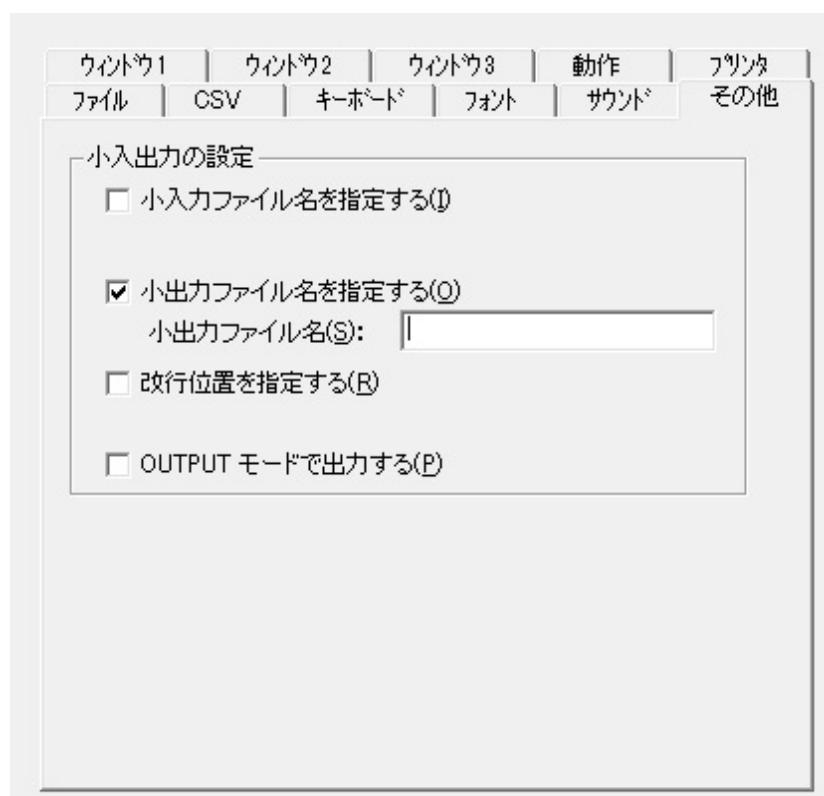 ｳｨﾝﾄﾞｳ1 ｳｨﾝﾄﾞｳ2 ｳｨﾝﾄﾞｳ3 動作 ﾌﾟﾘﾝﾀ
ﾌｧｲﾙ CSV ｷｰﾎﾞｰﾄﾞ ﾌｫﾝﾄ ｻｳﾝﾄﾞ その他
小入出力の設定
小入力ファイル名を指定する(I)
小出力ファイル名を指定する(O)
小出力ファイル名(S):
改行位置を指定する(R)
OUTPUT モードで出力する(P)